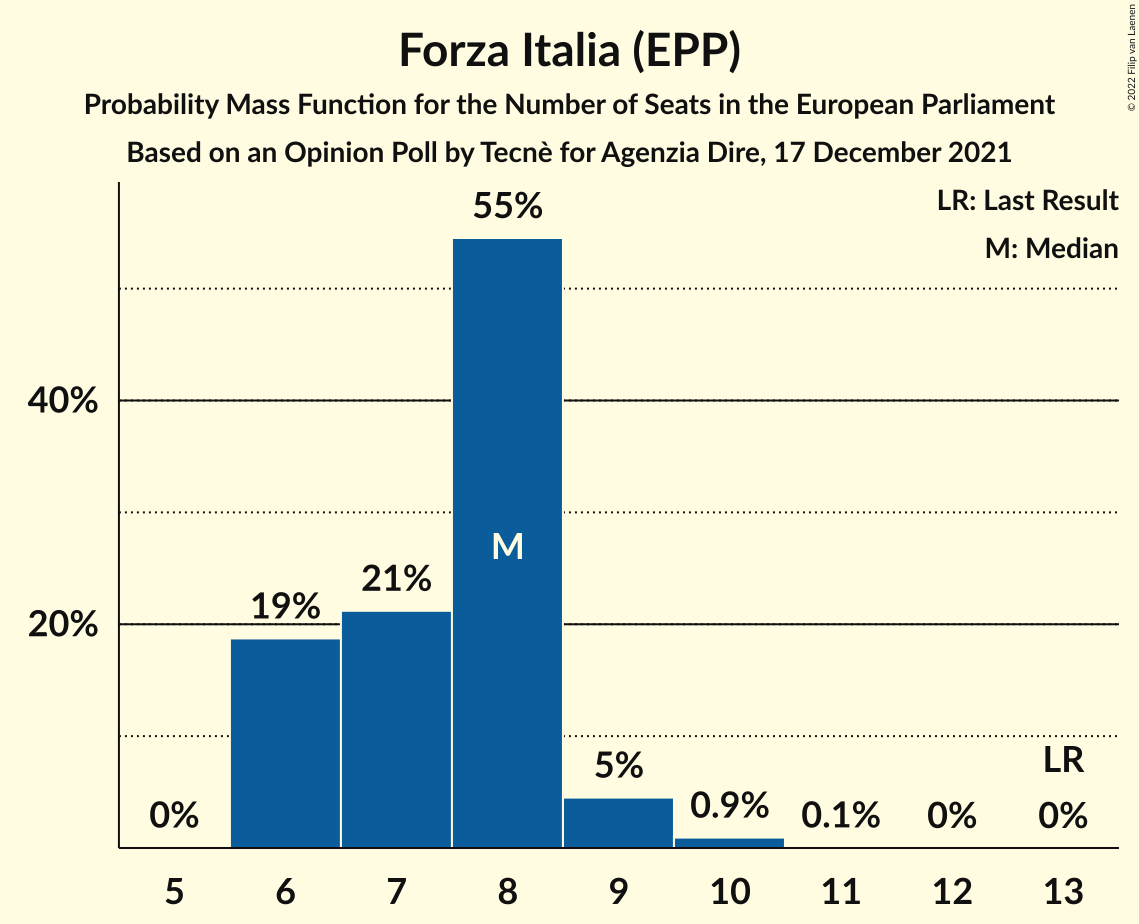 Forza Italia (EPP)
Probability Mass Function for the Number of Seats in the European Parliament
Based on an Opinion Poll by Tecnè for Agenzia Dire, 17 December 2021
© 2022 Filip van Laenen
LR: Last Result
M: Median
55%
40%
M
21%
19%
20%
5%
LR
0%
0.9%
0.1%
0%
0%
5 6 7 8 9 10 11 12 13